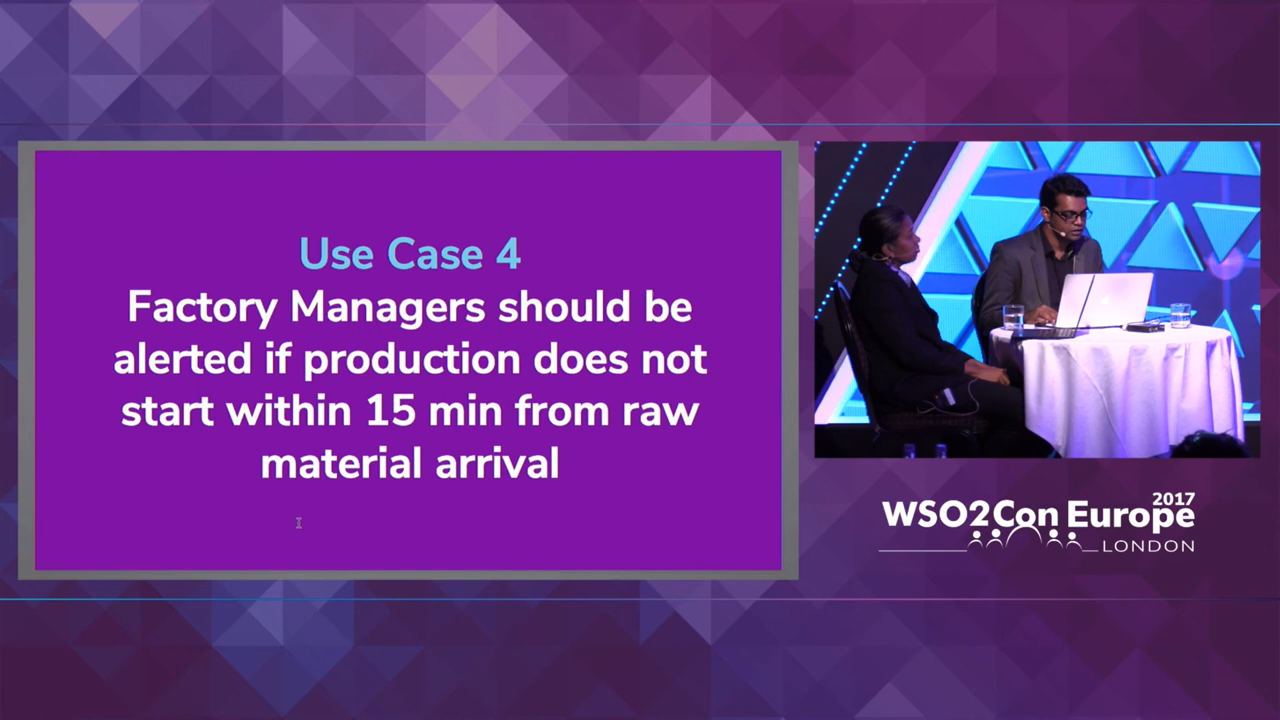 Use Case 4
Factory Managers should be
alerted if production does not
start within 15 min from raw
material arrival
2017
WSO2Con Europe
LONDON